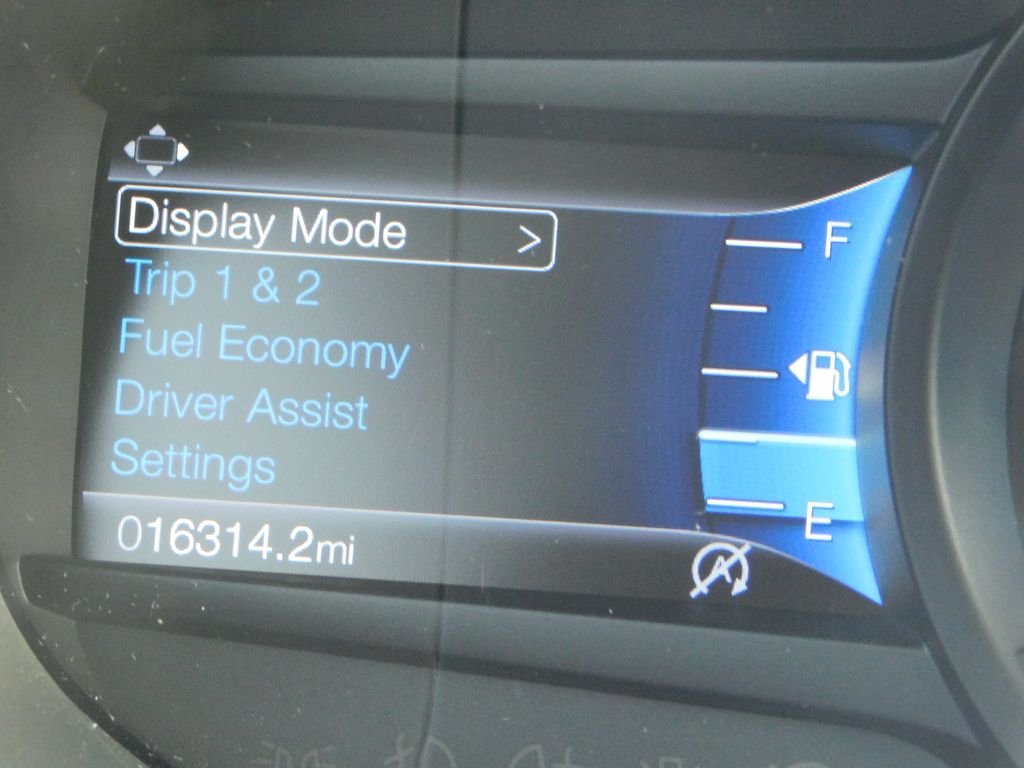 Display Mode >
Trip 1 & 2
Fuel Economy
Driver Assist
Settings
016314.2mi
F
E
A